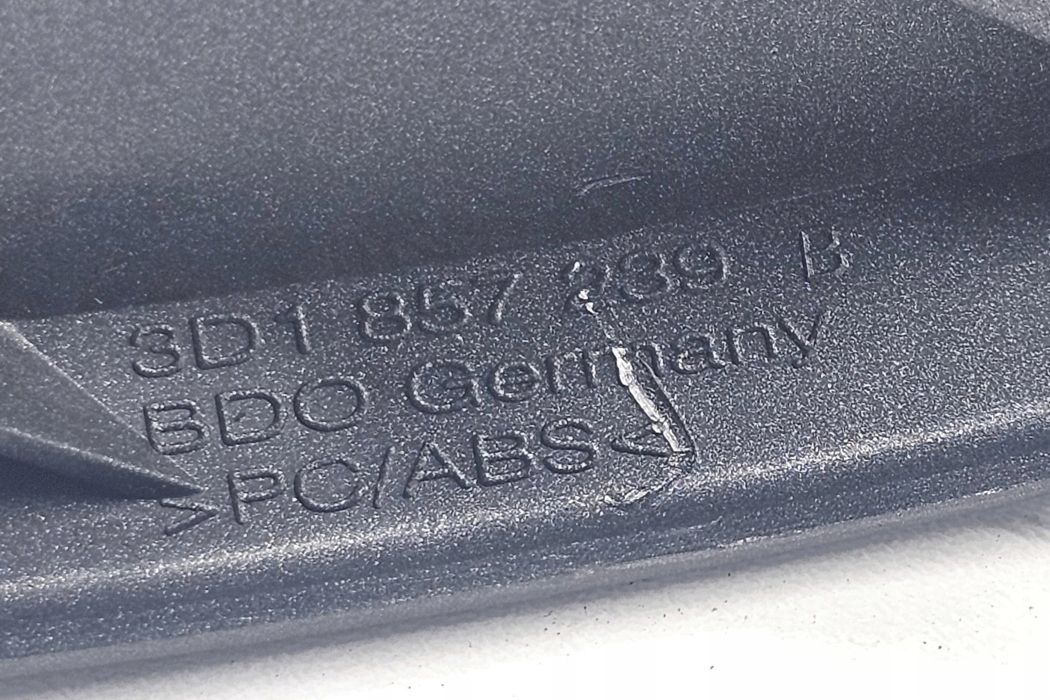 3D1 857 239 B
BDO Germany
>PC/ABS<